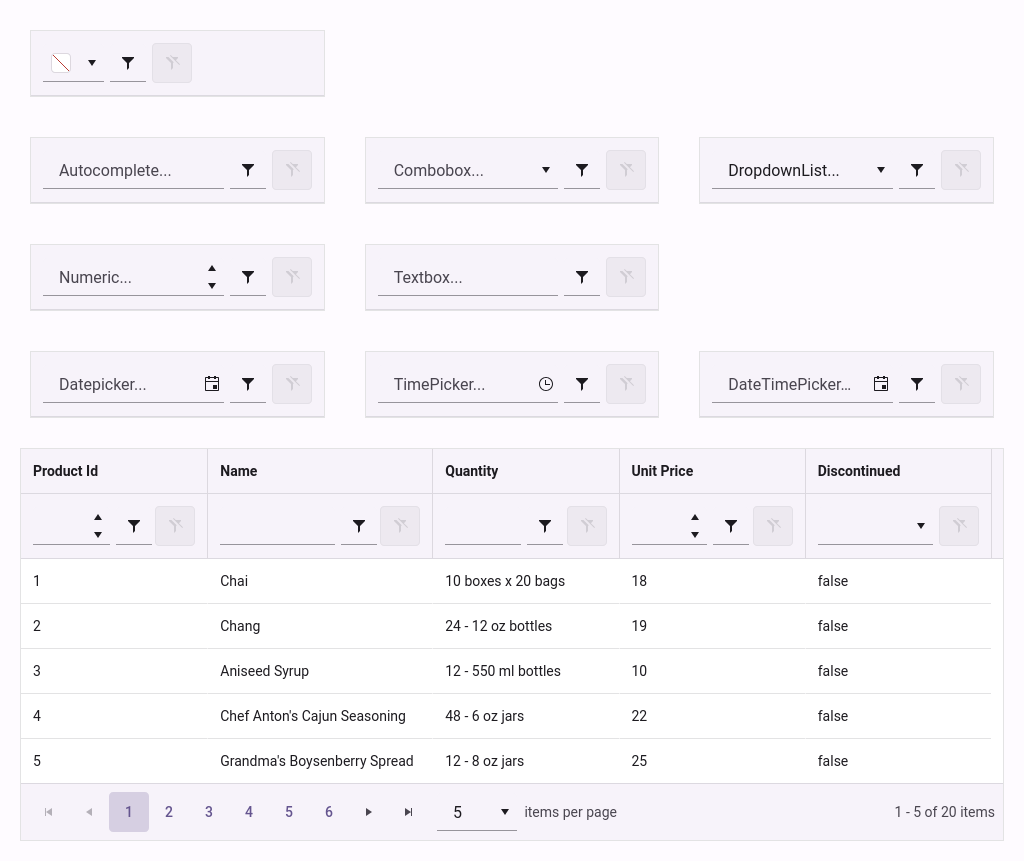 Autocomplete... Combobox... DropdownList...
Numeric... Textbox...
Datepicker... TimePicker... DateTimePicker...
Product Id Name Quantity Unit Price Discontinued
1 Chai 10 boxes x 20 bags 18 false
2 Chang 24 - 12 oz bottles 19 false
3 Aniseed Syrup 12 - 550 ml bottles 10 false
4 Chef Anton's Cajun Seasoning 48 - 6 oz jars 22 false
5 Grandma's Boysenberry Spread 12 - 8 oz jars 25 false
1 2 3 4 5 6 5 items per page 1 - 5 of 20 items